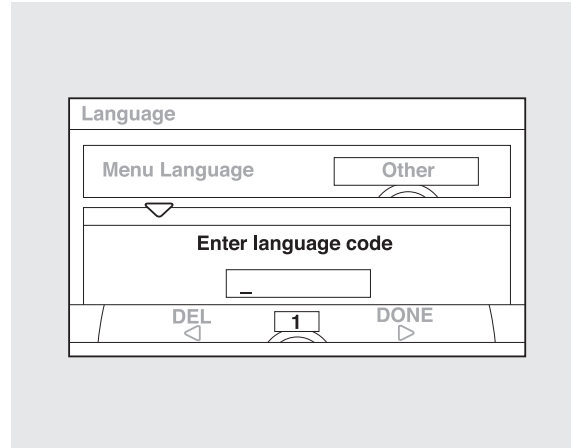 Language
Menu Language Other
Enter language code
_
DEL 1 DONE